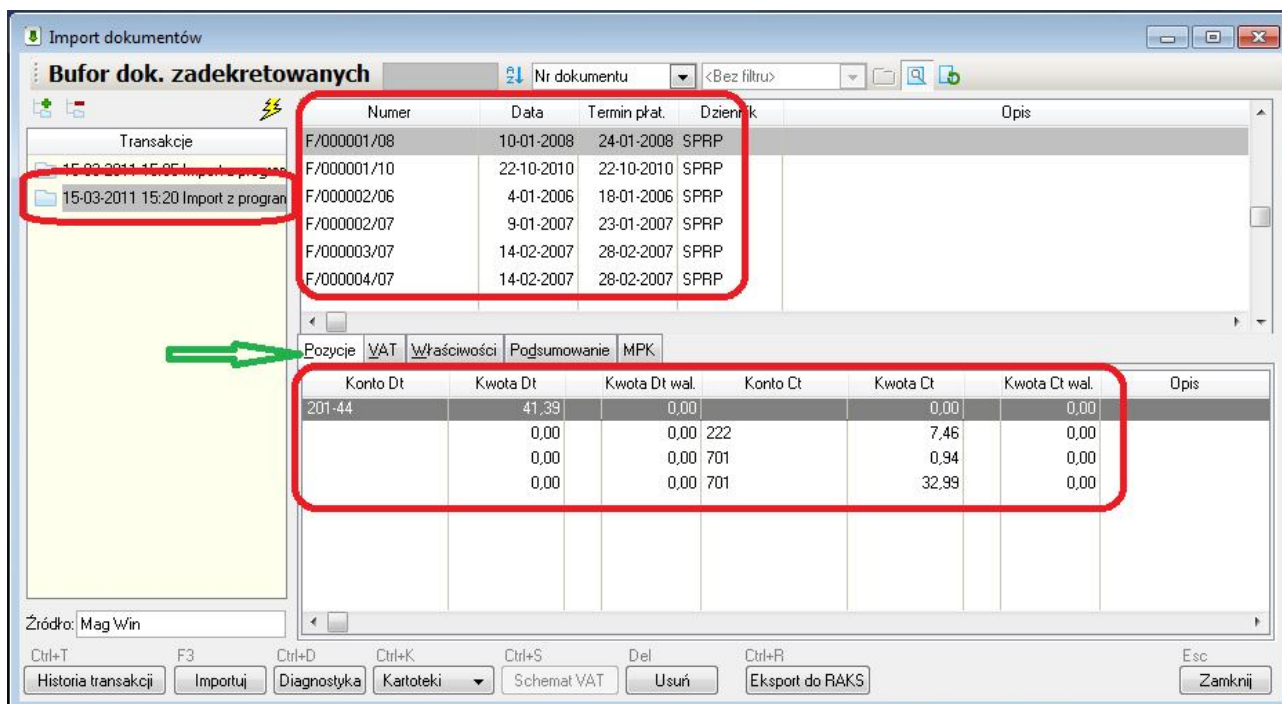 Import dokumentów
Bufor dok. zadekretowanych Nr dokumentu <Bez filtru>
Transakcje
15-03-2011 15:05 Import z program
15-03-2011 15:20 Import z program
Numer Data Termin płat. Dziennik Opis
F/000001/08 10-01-2008 24-01-2008 SPRP
F/000001/10 22-10-2010 22-10-2010 SPRP
F/000002/06 4-01-2006 18-01-2006 SPRP
F/000002/07 9-01-2007 23-01-2007 SPRP
F/000003/07 14-02-2007 28-02-2007 SPRP
F/000004/07 14-02-2007 28-02-2007 SPRP
Pozycje VAT Właściwości Podsumowanie MPK
Konto Dt Kwota Dt Kwota Dt wal. Konto Ct Kwota Ct Kwota Ct wal. Opis
201-44 41,39 0,00 0,00 0,00
0,00 0,00 222 7,46 0,00
0,00 0,00 701 0,94 0,00
0,00 0,00 701 32,99 0,00
Źródło: Mag Win
Ctrl+T F3 Ctrl+D Ctrl+K Ctrl+S Del Ctrl+R Esc
Historia transakcji Importuj Diagnostyka Kartoteki Schemat VAT Usuń Eksport do RAKS Zamknij